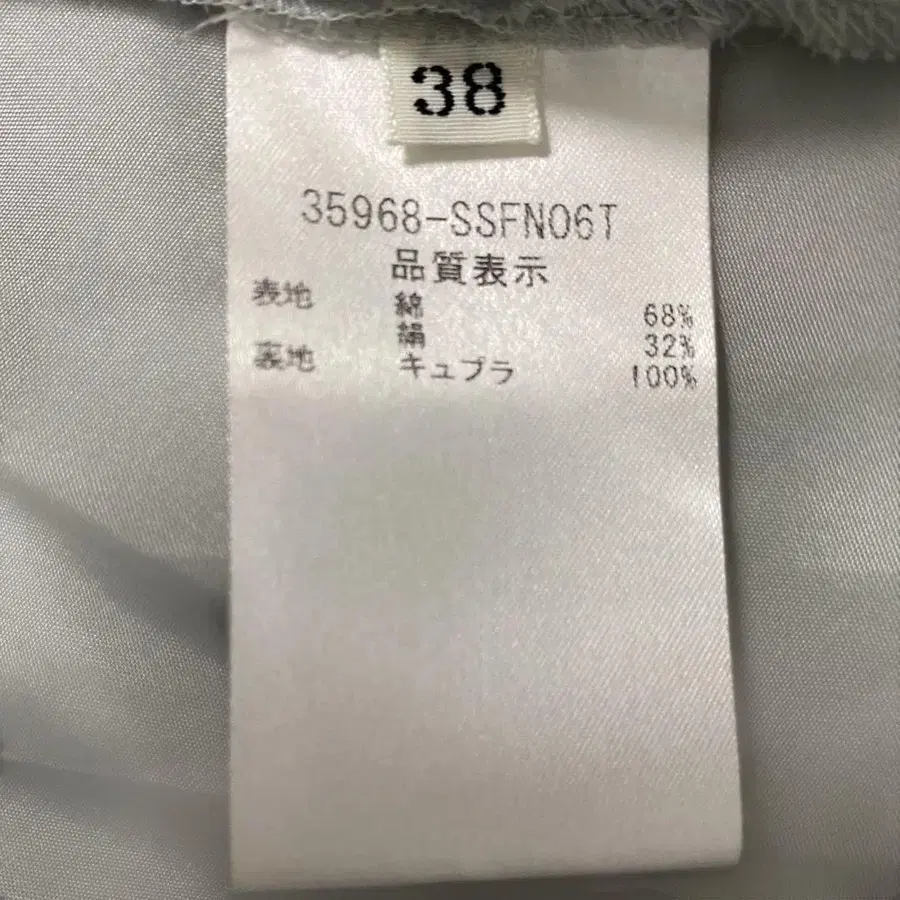 38
35968-SSFN06T
品質表示
表地 綿 68%
絹 32%
裏地 キュプラ 100%